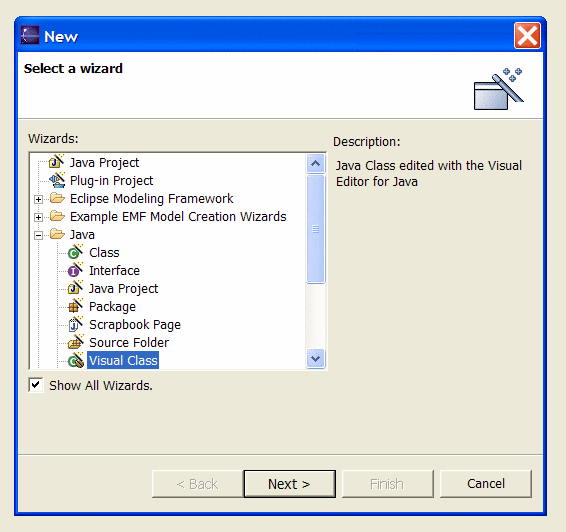 New
Select a wizard
Wizards:
Java Project
Plug-in Project
Eclipse Modeling Framework
Example EMF Model Creation Wizards
Java
Class
Interface
Java Project
Package
Scrapbook Page
Source Folder
Visual Class
Show All Wizards.
Description:
Java Class edited with the Visual
Editor for Java
< Back
Next >
Finish
Cancel